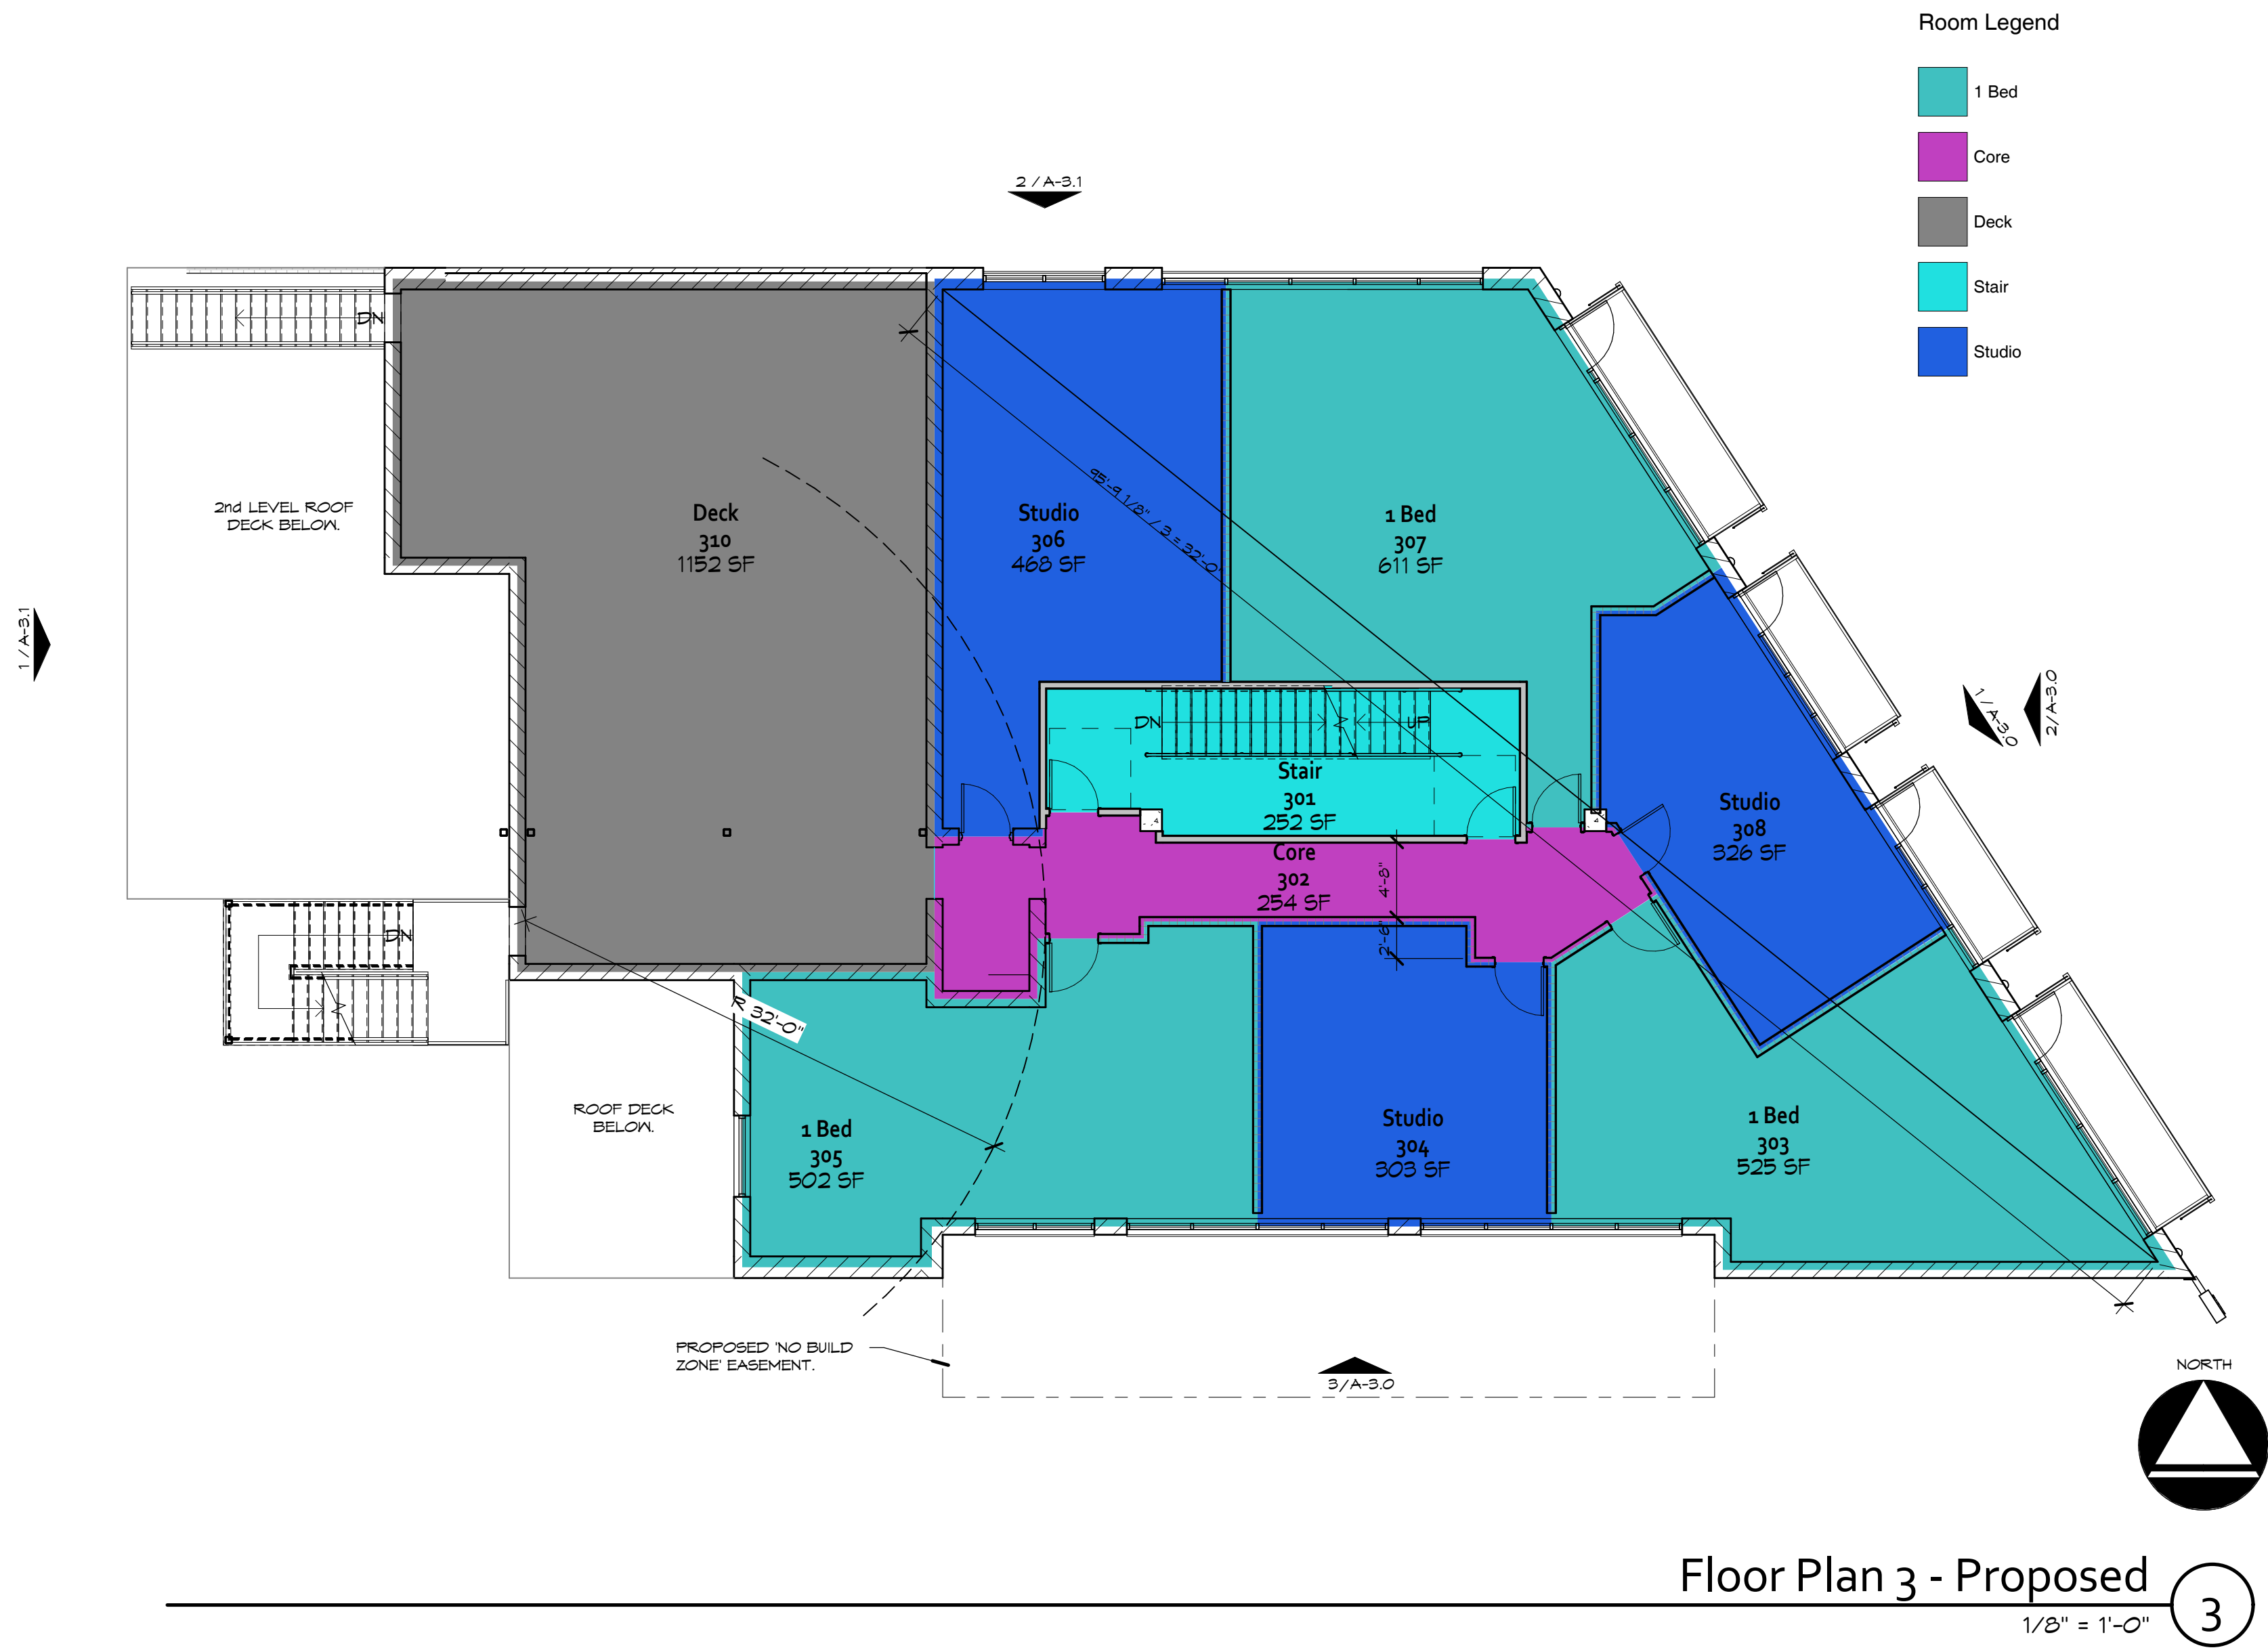 Room Legend
1 Bed
Core
Deck
Stair
Studio
2 / A-3.1
DN
2nd LEVEL ROOF
DECK BELOW.
Deck
310
1152 SF
Studio
306
468 SF
95'-9 1/8" / 3 = 32'-0"
1 Bed
307
611 SF
1 / A-3.1
1 / A-3.0
2/A-3.0
DN
UP
Stair
301
252 SF
Studio
308
326 SF
Core
302
254 SF
4'-8"
2'-6"
DN
R 32'-0"
ROOF DECK
BELOW.
1 Bed
305
502 SF
Studio
304
303 SF
1 Bed
303
525 SF
PROPOSED 'NO BUILD
ZONE' EASEMENT.
3/A-3.0
NORTH
Floor Plan 3 - Proposed
3
1/8" = 1'-0"